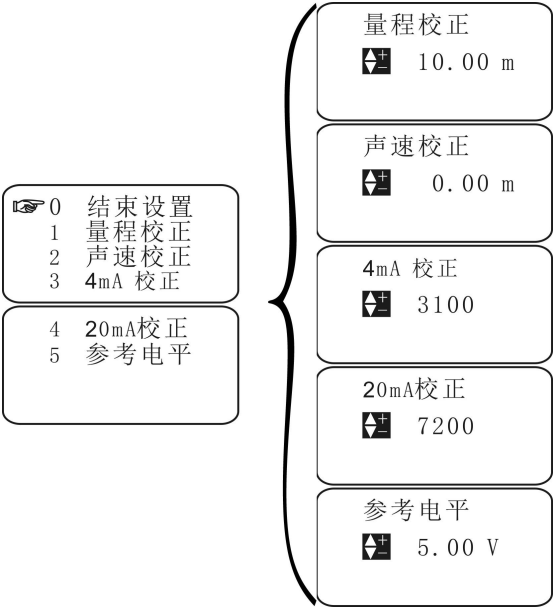 0 结束设置
1 量程校正
2 声速校正
3 4mA 校正
4 20mA校正
5 参考电平
量程校正
+
− 10.00 m
声速校正
+
− 0.00 m
4mA 校正
+
− 3100
20mA校正
+
− 7200
参考电平
+
− 5.00 V